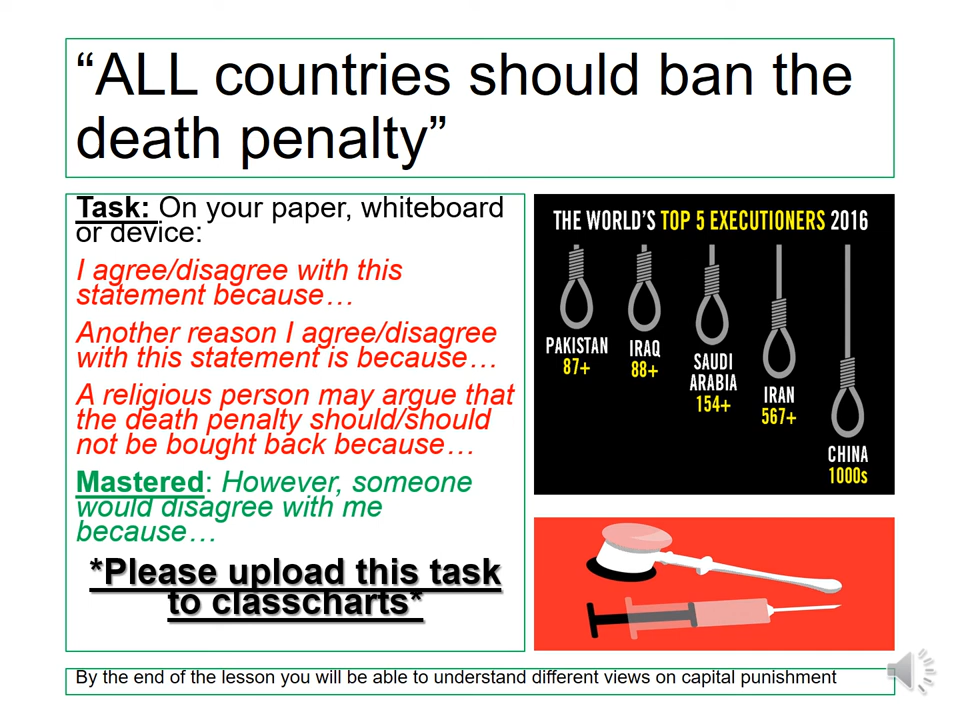 “ALL countries should ban the
death penalty”
Task: On your paper, whiteboard
or device:
I agree/disagree with this
statement because…
Another reason I agree/disagree
with this statement is because…
A religious person may argue that
the death penalty should/should
not be bought back because…
Mastered: However, someone
would disagree with me
because…
*Please upload this task
to classcharts*
THE WORLD'S TOP 5 EXECUTIONERS 2016
PAKISTAN
87+
IRAQ
88+
SAUDI
ARABIA
154+
IRAN
567+
CHINA
1000s
By the end of the lesson you will be able to understand different views on capital punishment